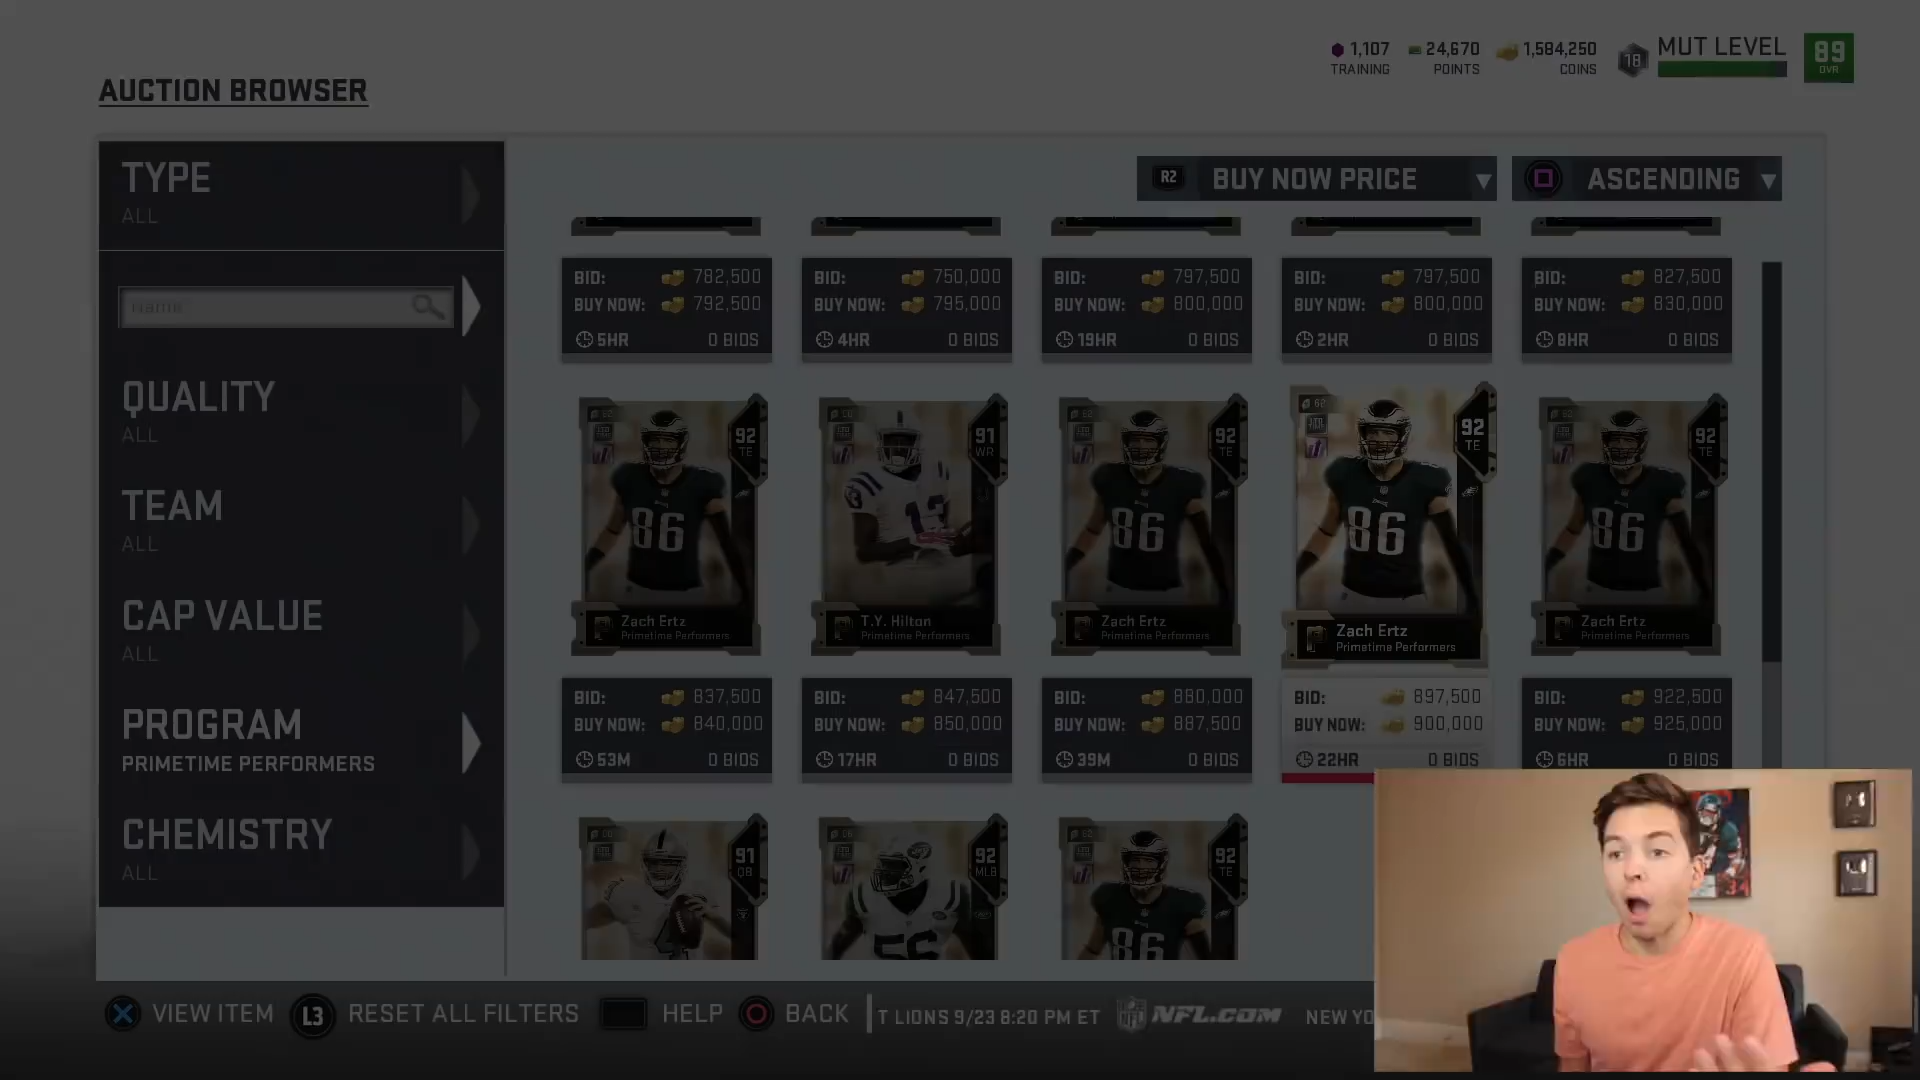 1,107
TRAINING
24,670
POINTS
1,584,250
COINS
18
MUT LEVEL
89
OVR
AUCTION BROWSER
TYPE
ALL
Name
QUALITY
ALL
TEAM
ALL
CAP VALUE
ALL
PROGRAM
PRIMETIME PERFORMERS
CHEMISTRY
ALL
R2 BUY NOW PRICE
ASCENDING
BID: 782,500
BUY NOW: 792,500
5HR 0 BIDS
BID: 750,000
BUY NOW: 795,000
4HR 0 BIDS
BID: 797,500
BUY NOW: 800,000
19HR 0 BIDS
BID: 797,500
BUY NOW: 800,000
2HR 0 BIDS
BID: 827,500
BUY NOW: 830,000
8HR 0 BIDS
92
TE
86
Zach Ertz
Primetime Performers
91
WR
13
T.Y. Hilton
Primetime Performers
92
TE
86
Zach Ertz
Primetime Performers
92
TE
86
Zach Ertz
Primetime Performers
92
TE
86
Zach Ertz
Primetime Performers
BID: 837,500
BUY NOW: 840,000
53M 0 BIDS
BID: 847,500
BUY NOW: 850,000
17HR 0 BIDS
BID: 880,000
BUY NOW: 887,500
39M 0 BIDS
BID: 897,500
BUY NOW: 900,000
22HR 0 BIDS
BID: 922,500
BUY NOW: 925,000
6HR 0 BIDS
91
QB
4
92
MLB
56
92
TE
86
VIEW ITEM
L3 RESET ALL FILTERS
HELP
BACK
T LIONS 9/23 8:20 PM ET
NFL.COM
NEW YO